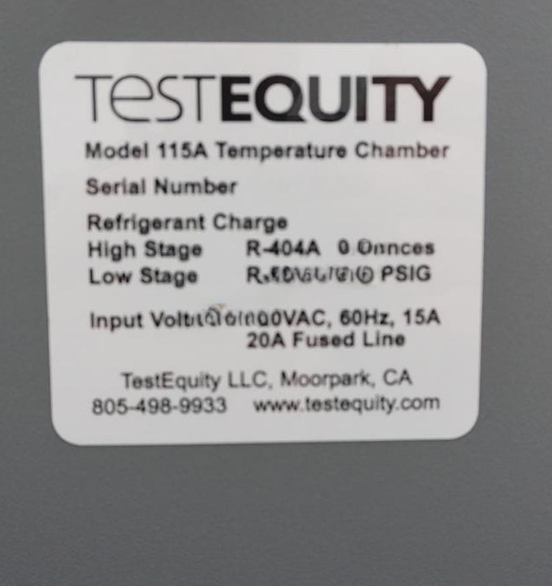 TESTEQUITY
Model 115A Temperature Chamber
Serial Number
Refrigerant Charge
High Stage R-404A
Low Stage PSIG
Input 60Hz, 15A
20A Fused Line
TestEquity LLC, Moorpark, CA
805-498-9933 www.testequity.com